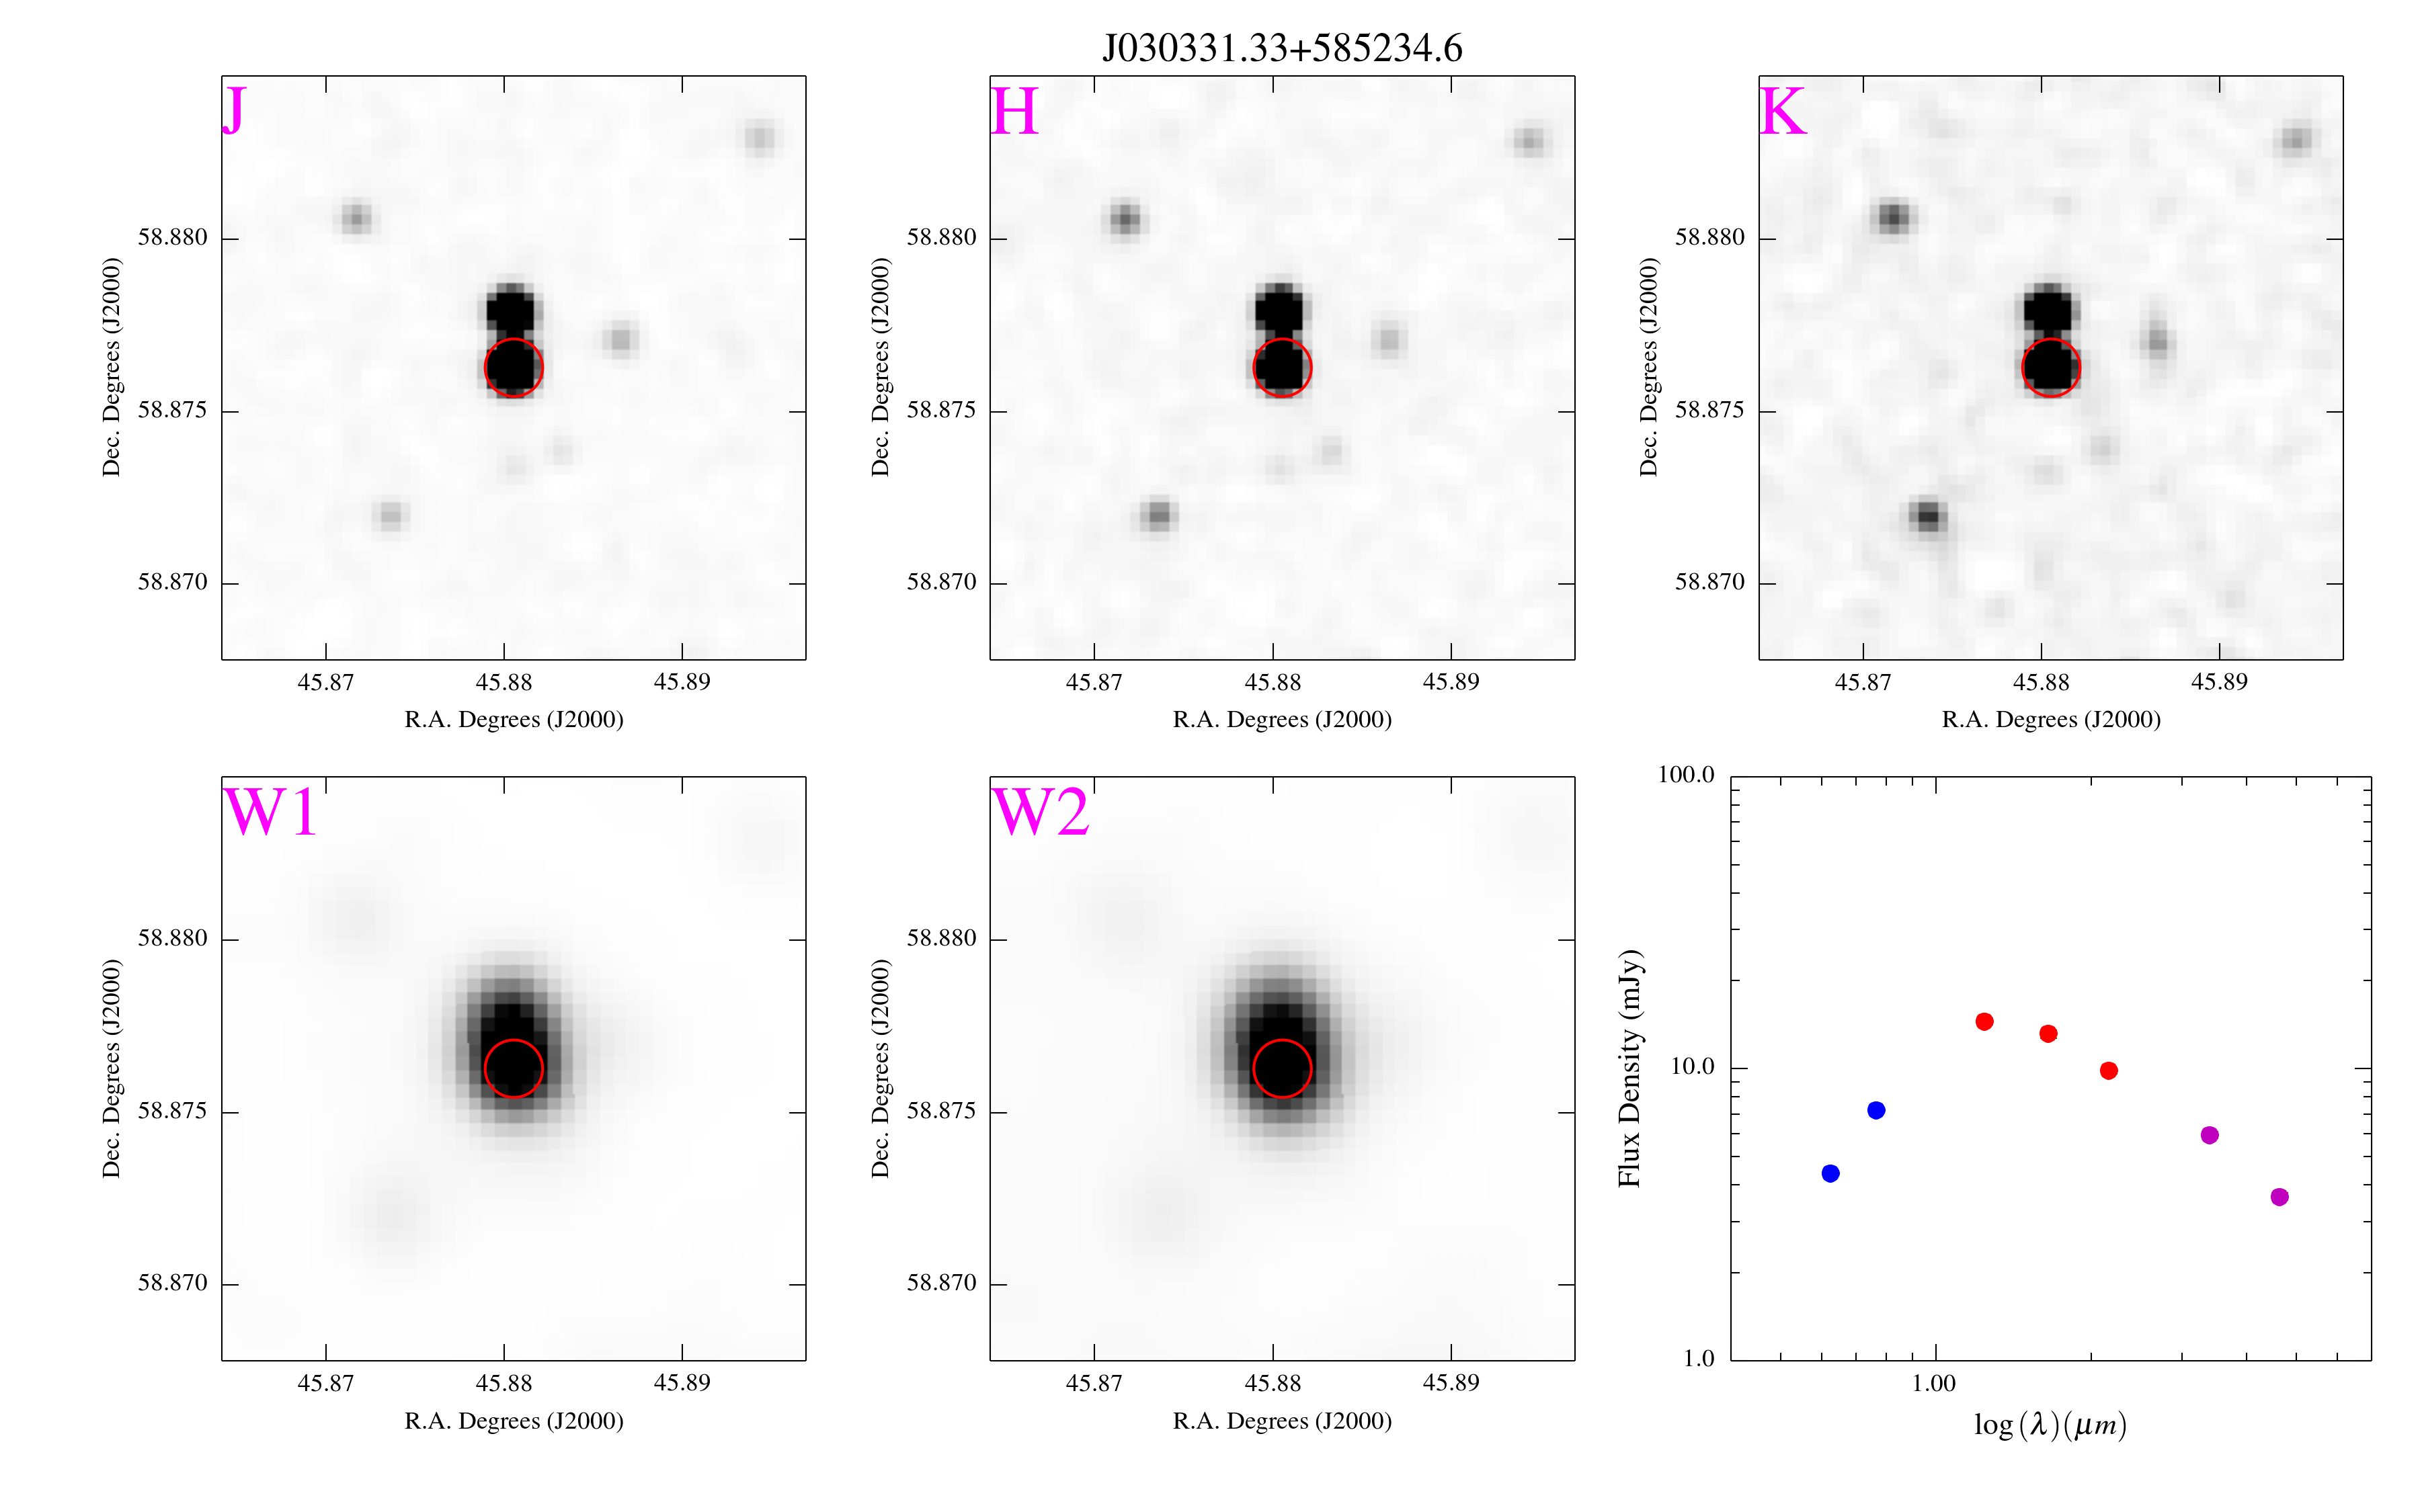 J030331.33+585234.6
J
58.880
58.875
58.870
Dec. Degrees (J2000)
45.87 45.88 45.89
R.A. Degrees (J2000)
H
58.880
58.875
58.870
Dec. Degrees (J2000)
45.87 45.88 45.89
R.A. Degrees (J2000)
K
58.880
58.875
58.870
Dec. Degrees (J2000)
45.87 45.88 45.89
R.A. Degrees (J2000)
W1
58.880
58.875
58.870
Dec. Degrees (J2000)
45.87 45.88 45.89
R.A. Degrees (J2000)
W2
58.880
58.875
58.870
Dec. Degrees (J2000)
45.87 45.88 45.89
R.A. Degrees (J2000)
100.0
10.0
1.0
Flux Density (mJy)
1.00
log(λ)(μm)